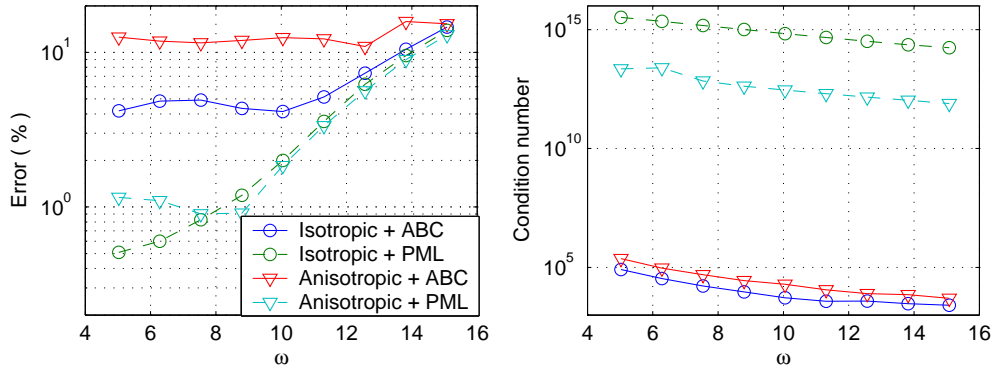 10^1
10^0
Error ( % )
4
6
8
10
12
14
16
ω
Isotropic + ABC
Isotropic + PML
Anisotropic + ABC
Anisotropic + PML
10^15
10^10
10^5
Condition number
4
6
8
10
12
14
16
ω